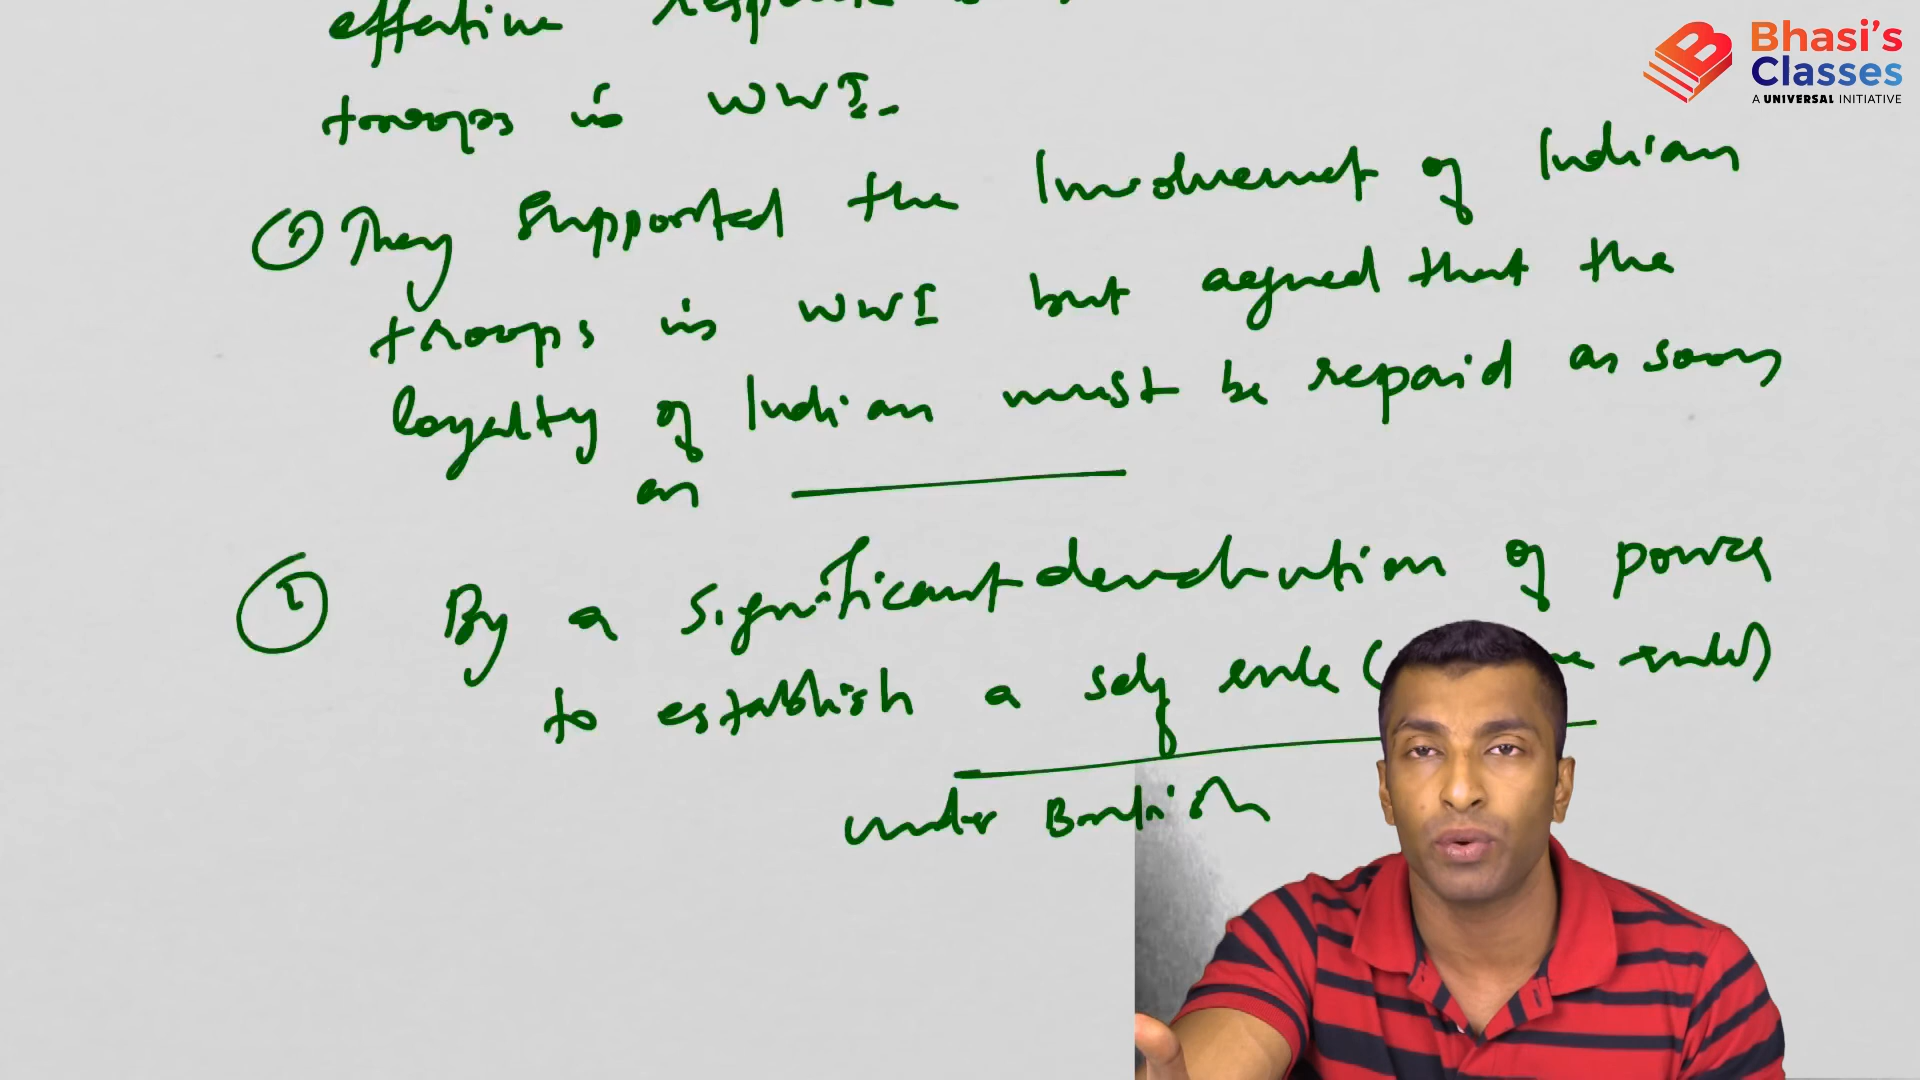 effective
troops in WWI.
① They supported the Involvement of Indian
troops in WWI but agreed that the
loyalty of Indian must be repaid as soon
as
② By a significant devolution of power
to establish a self rule ( rule)
under British
Bhasi's
Classes
A UNIVERSAL INITIATIVE